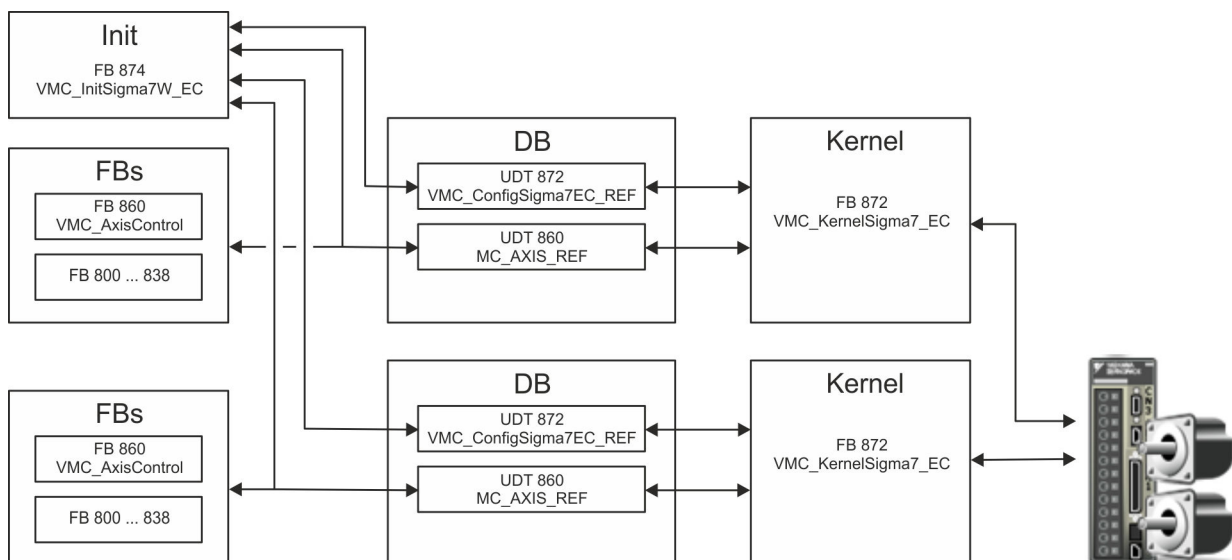 Init
FB 874
VMC_InitSigma7W_EC
FBs
FB 860
VMC_AxisControl
FB 800 ... 838
DB
UDT 872
VMC_ConfigSigma7EC_REF
UDT 860
MC_AXIS_REF
Kernel
FB 872
VMC_KernelSigma7_EC
FBs
FB 860
VMC_AxisControl
FB 800 ... 838
DB
UDT 872
VMC_ConfigSigma7EC_REF
UDT 860
MC_AXIS_REF
Kernel
FB 872
VMC_KernelSigma7_EC